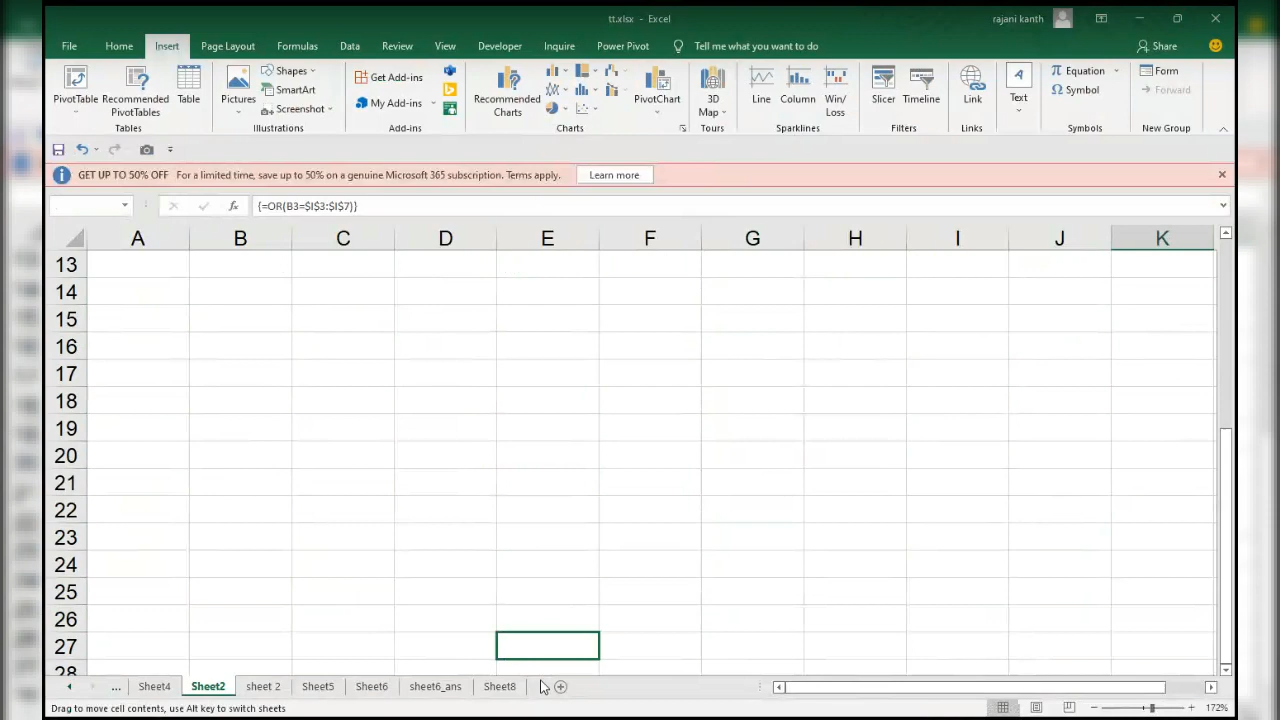 tt.xlsx - Excel
rajani kanth
File Home Insert Page Layout Formulas Data Review View Developer Inquire Power Pivot Tell me what you want to do Share
PivotTable
Recommended PivotTables
Table
Tables
Pictures
Shapes
SmartArt
Screenshot
Illustrations
Get Add-ins
My Add-ins
Add-ins
Recommended Charts
PivotChart
Charts
3D Map
Tours
Line
Column
Win/Loss
Sparklines
Slicer
Timeline
Filters
Link
Links
Text
Equation
Symbol
Symbols
Form
Forward
New Group
GET UP TO 50% OFF For a limited time, save up to 50% on a genuine Microsoft 365 subscription. Terms apply. Learn more
fx {=OR(B3=$I$3:$I$7)}
A B C D E F G H I J K
13
14
15
16
17
18
19
20
21
22
23
24
25
26
27
28
... Sheet4 Sheet2 sheet 2 Sheet5 Sheet6 sheet6_ans Sheet8
Drag to move cell contents, use Alt key to switch sheets
172%